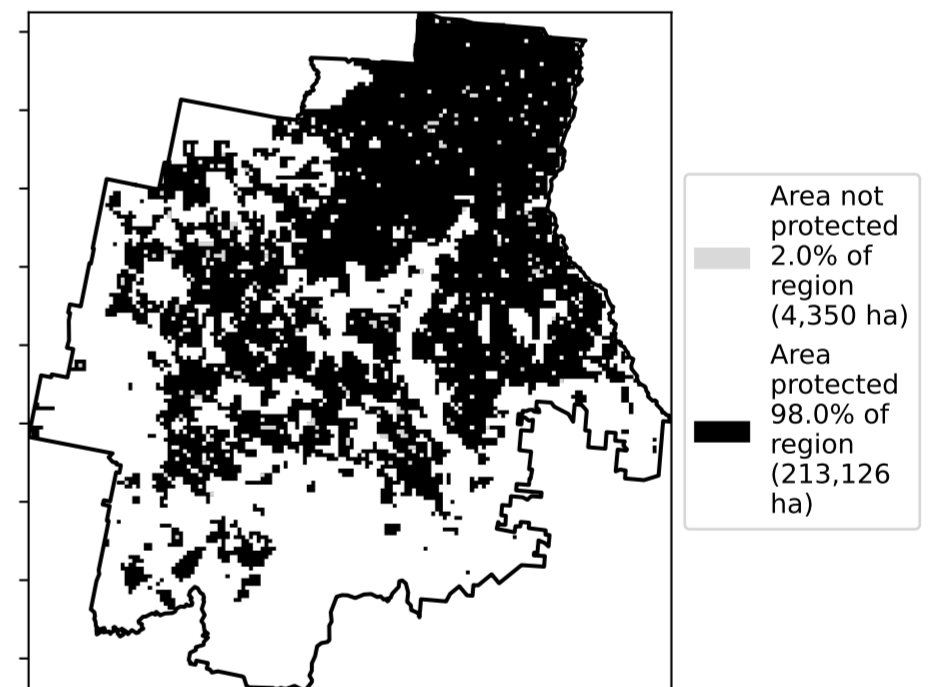 Area not
protected
2.0% of
region
(4,350 ha)
Area
protected
98.0% of
region
(213,126
ha)